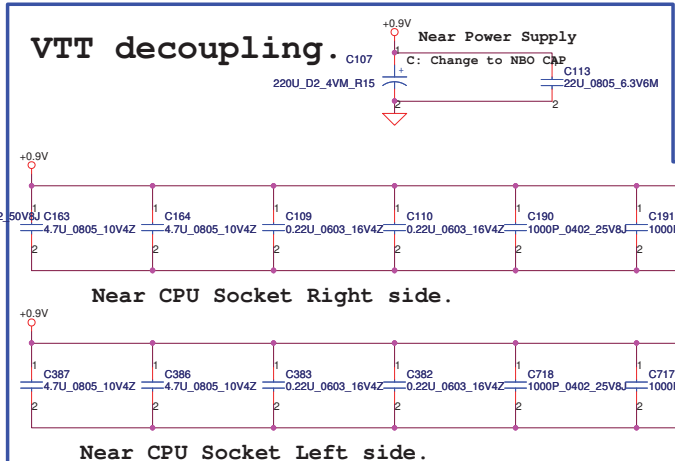 VTT decoupling.
+0.9V
Near Power Supply
C: Change to NBO CAP
C107
220U_D2_4VM_R15
1
2
C113
22U_0805_6.3V6M
1
2
+0.9V
2_50V8J
1
C163
4.7U_0805_10V4Z
2
1
C164
4.7U_0805_10V4Z
2
1
C109
0.22U_0603_16V4Z
2
1
C110
0.22U_0603_16V4Z
2
1
C190
1000P_0402_25V8J
2
1
C191
1000P
2
Near CPU Socket Right side.
+0.9V
1
C387
4.7U_0805_10V4Z
2
1
C386
4.7U_0805_10V4Z
2
1
C383
0.22U_0603_16V4Z
2
1
C382
0.22U_0603_16V4Z
2
1
C718
1000P_0402_25V8J
2
1
C717
1000P
2
Near CPU Socket Left side.